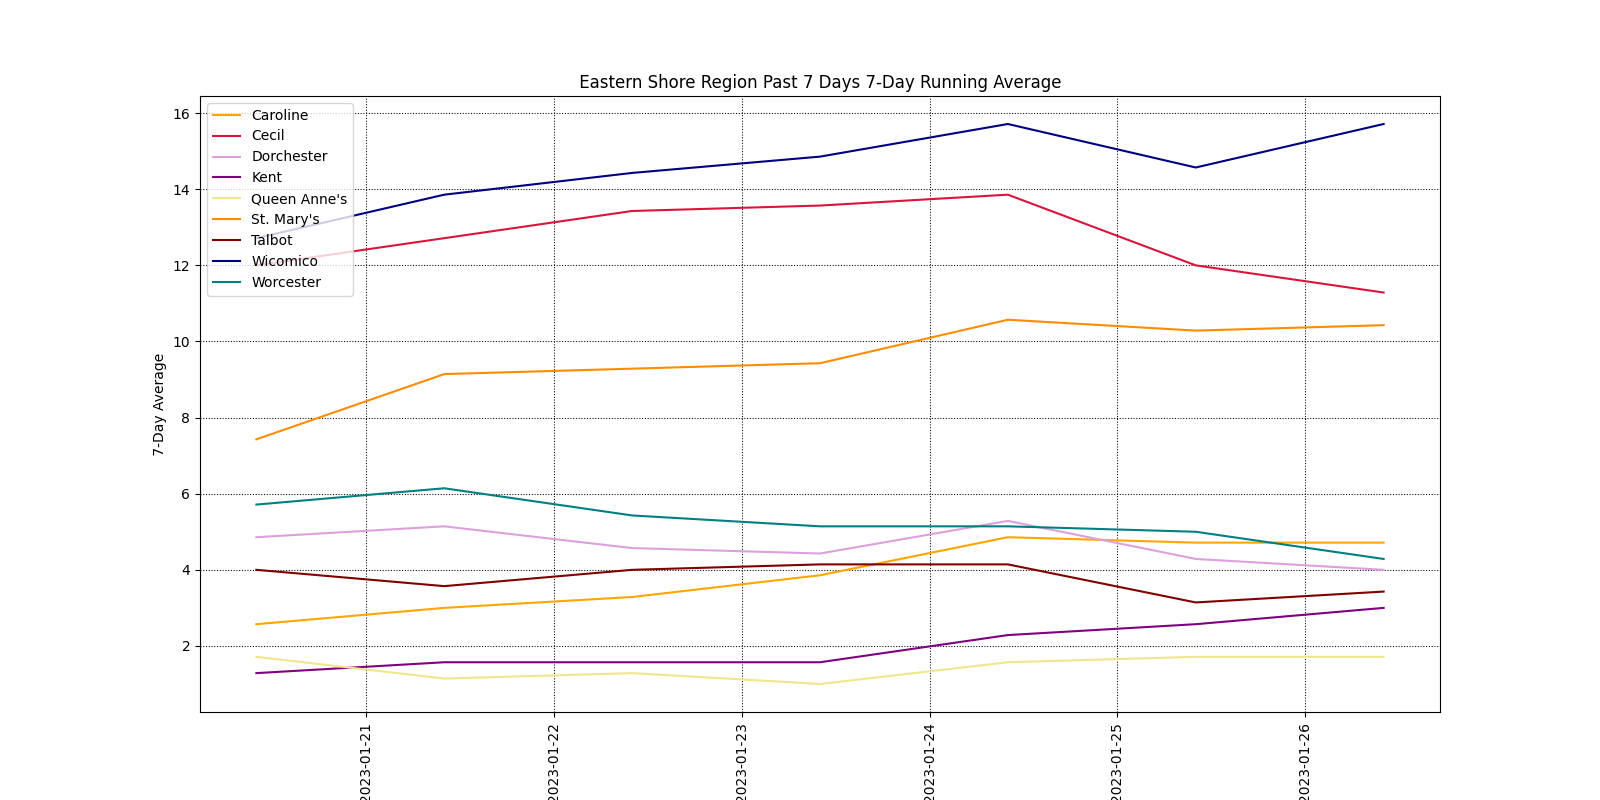 Eastern Shore Region Past 7 Days 7-Day Running Average
16
14
12
10
8
6
4
2
7-Day Average
Caroline
Cecil
Dorchester
Kent
Queen Anne's
St. Mary's
Talbot
Wicomico
Worcester
2023-01-21
2023-01-22
2023-01-23
2023-01-24
2023-01-25
2023-01-26